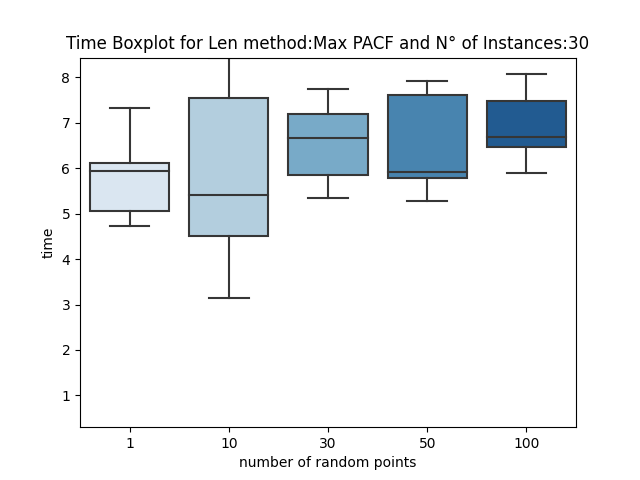 Time Boxplot for Len method:Max PACF and N° of Instances:30
8
7
6
5
4
3
2
1
time
1 10 30 50 100
number of random points